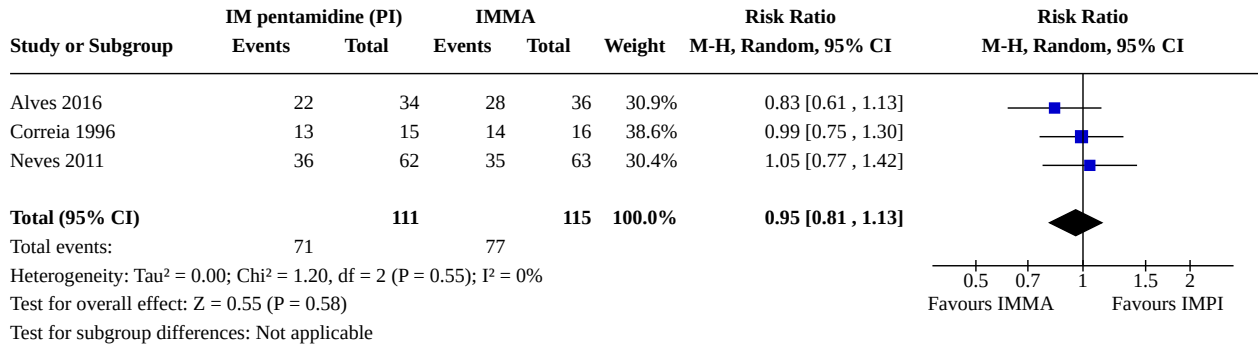 IM pentamidine (PI) IMMA Risk Ratio Risk Ratio
Study or Subgroup Events Total Events Total Weight M-H, Random, 95% CI M-H, Random, 95% CI
Alves 2016 22 34 28 36 30.9% 0.83 [0.61 , 1.13]
Correia 1996 13 15 14 16 38.6% 0.99 [0.75 , 1.30]
Neves 2011 36 62 35 63 30.4% 1.05 [0.77 , 1.42]
Total (95% CI) 111 115 100.0% 0.95 [0.81 , 1.13]
Total events: 71 77
Heterogeneity: Tau² = 0.00; Chi² = 1.20, df = 2 (P = 0.55); I² = 0%
Test for overall effect: Z = 0.55 (P = 0.58)
Test for subgroup differences: Not applicable
0.5 0.7 1 1.5 2
Favours IMMA Favours IMPI